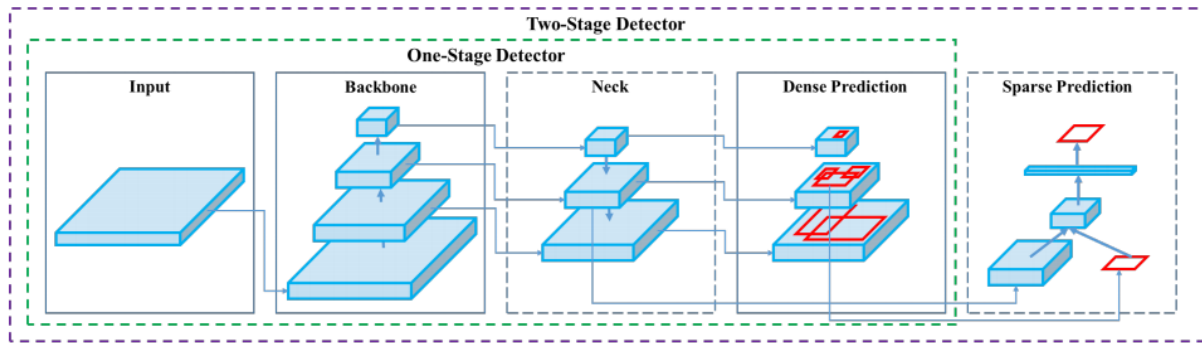 Two-Stage Detector
One-Stage Detector
Input
Backbone
Neck
Dense Prediction
Sparse Prediction